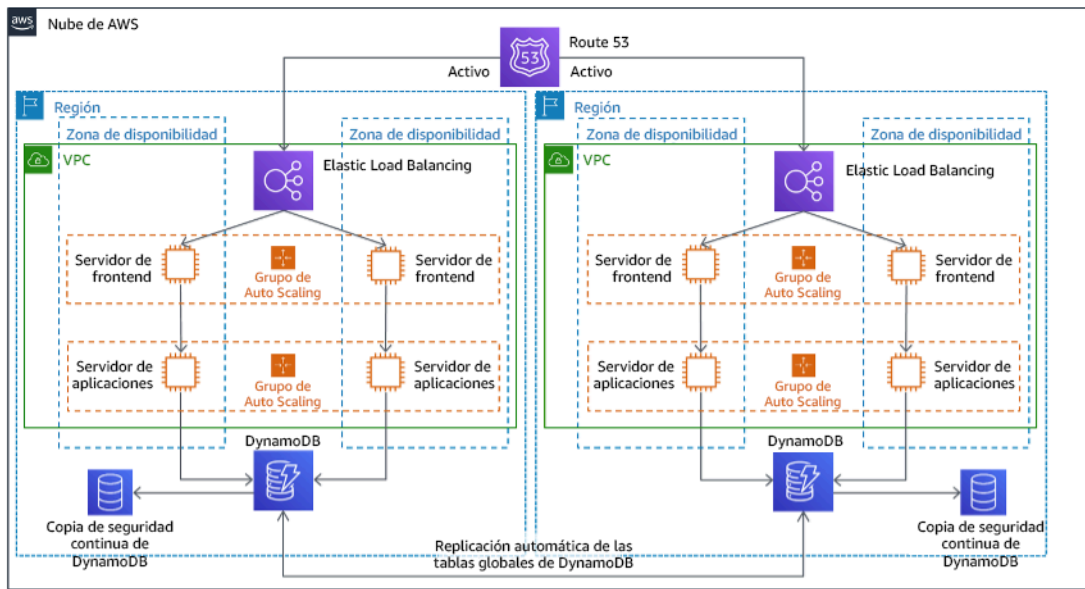 aws
Nube de AWS
Route 53
53
Activo
Activo
Región
Zona de disponibilidad
Zona de disponibilidad
VPC
Elastic Load Balancing
Servidor de
frontend
Grupo de
Auto Scaling
Servidor de
frontend
Servidor de
aplicaciones
Grupo de
Auto Scaling
Servidor de
aplicaciones
DynamoDB
Copia de seguridad
continua de
DynamoDB
Región
Zona de disponibilidad
Zona de disponibilidad
VPC
Elastic Load Balancing
Servidor de
frontend
Grupo de
Auto Scaling
Servidor de
frontend
Servidor de
aplicaciones
Grupo de
Auto Scaling
Servidor de
aplicaciones
DynamoDB
Copia de seguridad
continua de
DynamoDB
Replicación automática de las
tablas globales de DynamoDB